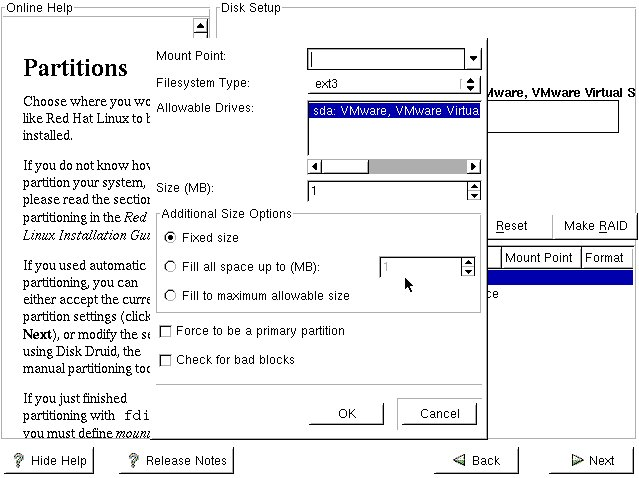 Online Help
Disk Setup
Partitions
Choose where you wo
like Red Hat Linux to b
installed.
If you do not know how
partition your system,
please read the section
partitioning in the Red
Linux Installation Gui
If you used automatic
partitioning, you can
either accept the curre
partition settings (click
Next), or modify the se
using Disk Druid, the
manual partitioning too
If you just finished
partitioning with fdi
you must define moun
Mount Point:
Filesystem Type:
ext3
Allowable Drives:
sda: VMware, VMware Virtua
Size (MB):
1
Additional Size Options
Fixed size
Fill all space up to (MB):
1
Fill to maximum allowable size
Force to be a primary partition
Check for bad blocks
OK
Cancel
Mware, VMware Virtual S
Reset
Make RAID
Mount Point
Format
ce
Hide Help
Release Notes
Back
Next